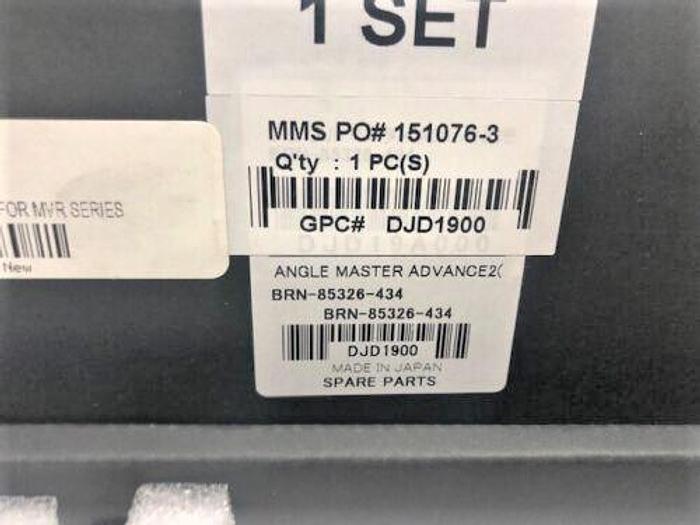 1 SET
MMS PO# 151076-3
Q'ty : 1 PC(S)
GPC# DJD1900
DJD19A000
FOR MVR SERIES
New
ANGLE MASTER ADVANCE2(
BRN-85326-434
BRN-85326-434
DJD1900
MADE IN JAPAN
SPARE PARTS